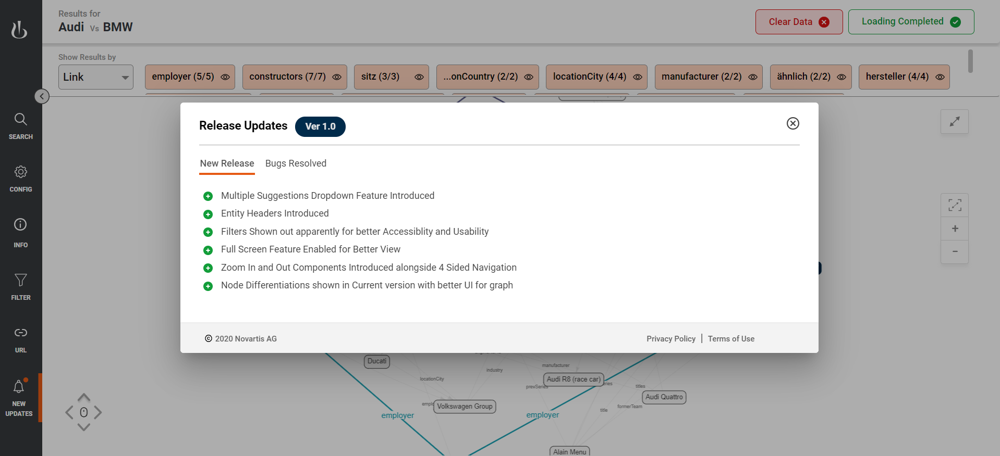 Results for
Audi Vs BMW
Clear Data
Loading Completed
Show Results by
Link
employer (5/5)
constructors (7/7)
sitz (3/3)
...onCountry (2/2)
locationCity (4/4)
manufacturer (2/2)
ähnlich (2/2)
hersteller (4/4)
SEARCH
CONFIG
INFO
FILTER
URL
NEW
UPDATES
Release Updates
Ver 1.0
New Release
Bugs Resolved
Multiple Suggestions Dropdown Feature Introduced
Entity Headers Introduced
Filters Shown out apparently for better Accessiblity and Usability
Full Screen Feature Enabled for Better View
Zoom In and Out Components Introduced alongside 4 Sided Navigation
Node Differentiations shown in Current version with better UI for graph
© 2020 Novartis AG
Privacy Policy | Terms of Use
Ducati
manufacturer
industry
locationCity
Audi R8 (race car)
prevSeries
titles
Audi Quattro
Volkswagen Group
formerTeam
title
employer
employer
Alain Menu